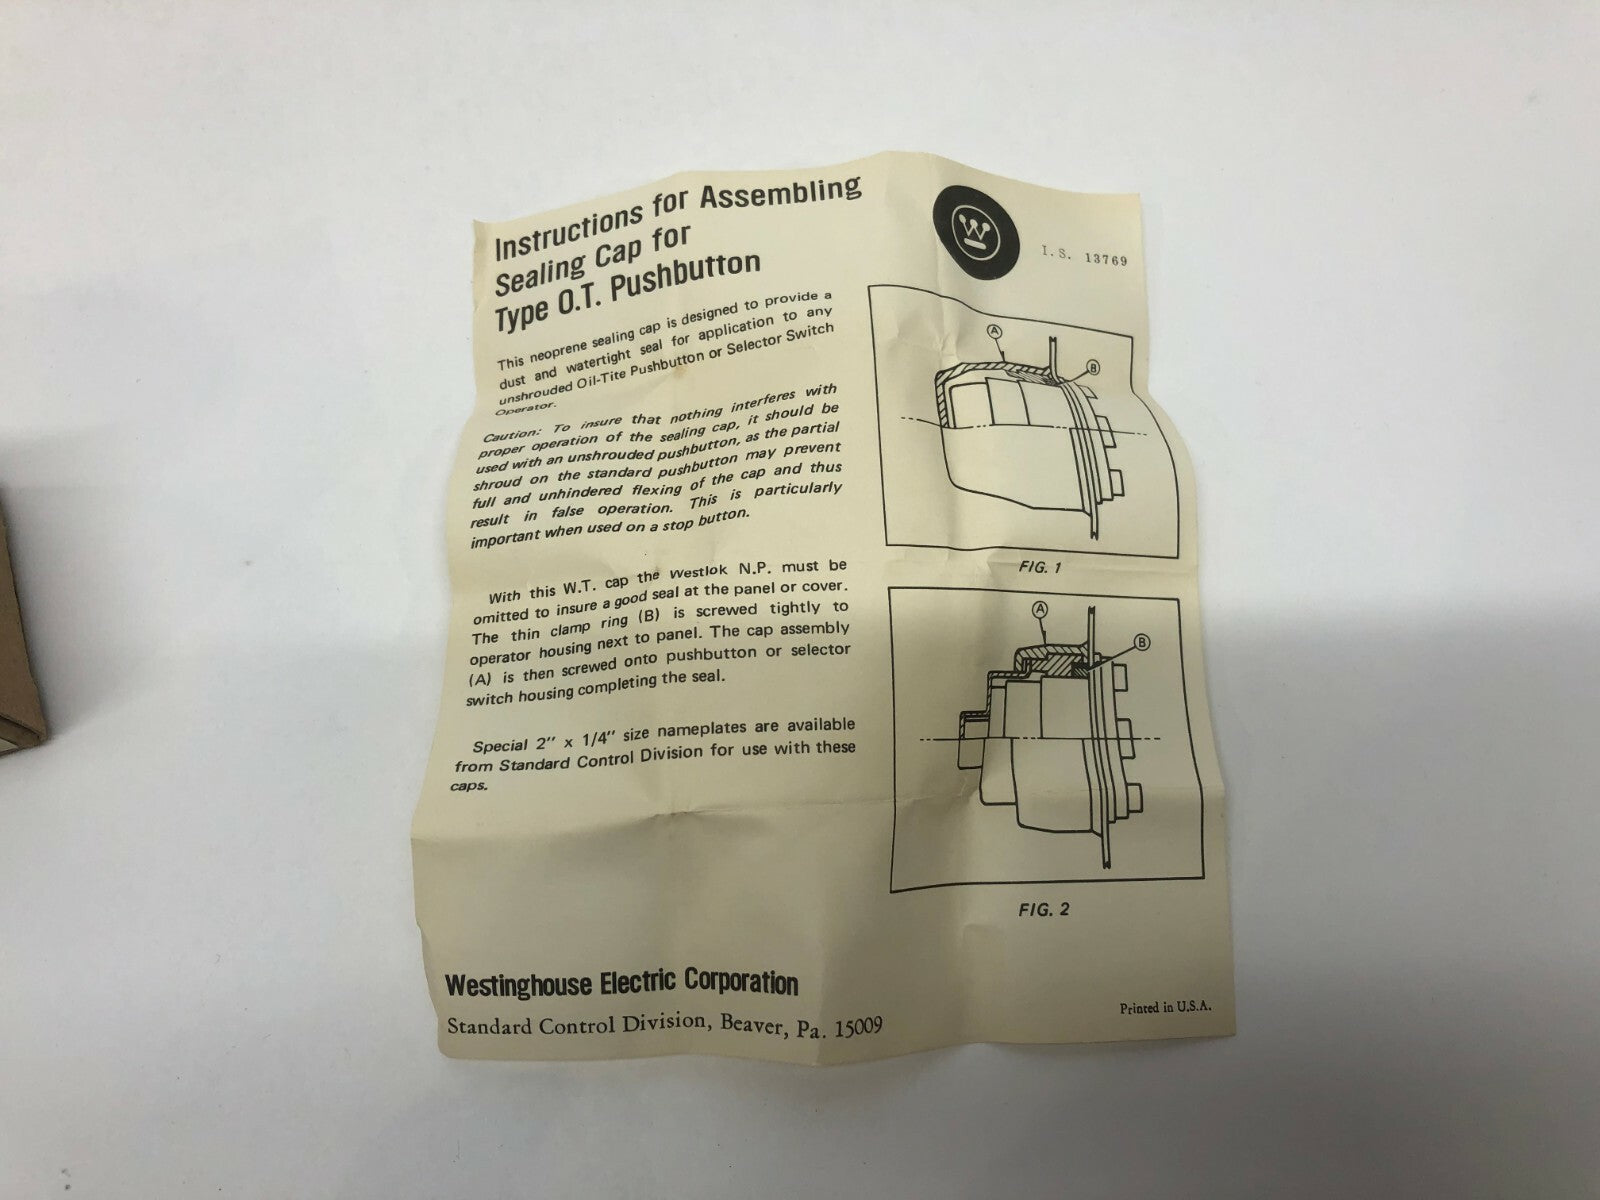 Instructions for Assembling
Sealing Cap for
Type O.T. Pushbutton
This neoprene sealing cap is designed to provide a
dust and watertight seal for application to any
unshrouded Oil-Tite Pushbutton or Selector Switch
Operator.
Caution: To insure that nothing interferes with
proper operation of the sealing cap, it should be
used with an unshrouded pushbutton, as the partial
shroud on the standard pushbutton may prevent
full and unhindered flexing of the cap and thus
result in false operation. This is particularly
important when used on a stop button.
With this W.T. cap the Westlok N.P. must be
omitted to insure a good seal at the panel or cover.
The thin clamp ring (B) is screwed tightly to
operator housing next to panel. The cap assembly
(A) is then screwed onto pushbutton or selector
switch housing completing the seal.
Special 2" x 1/4" size nameplates are available
from Standard Control Division for use with these
caps.
Westinghouse Electric Corporation
Standard Control Division, Beaver, Pa. 15009
W
I.S. 13769
A
B
FIG. 1
A
B
FIG. 2
Printed in U.S.A.